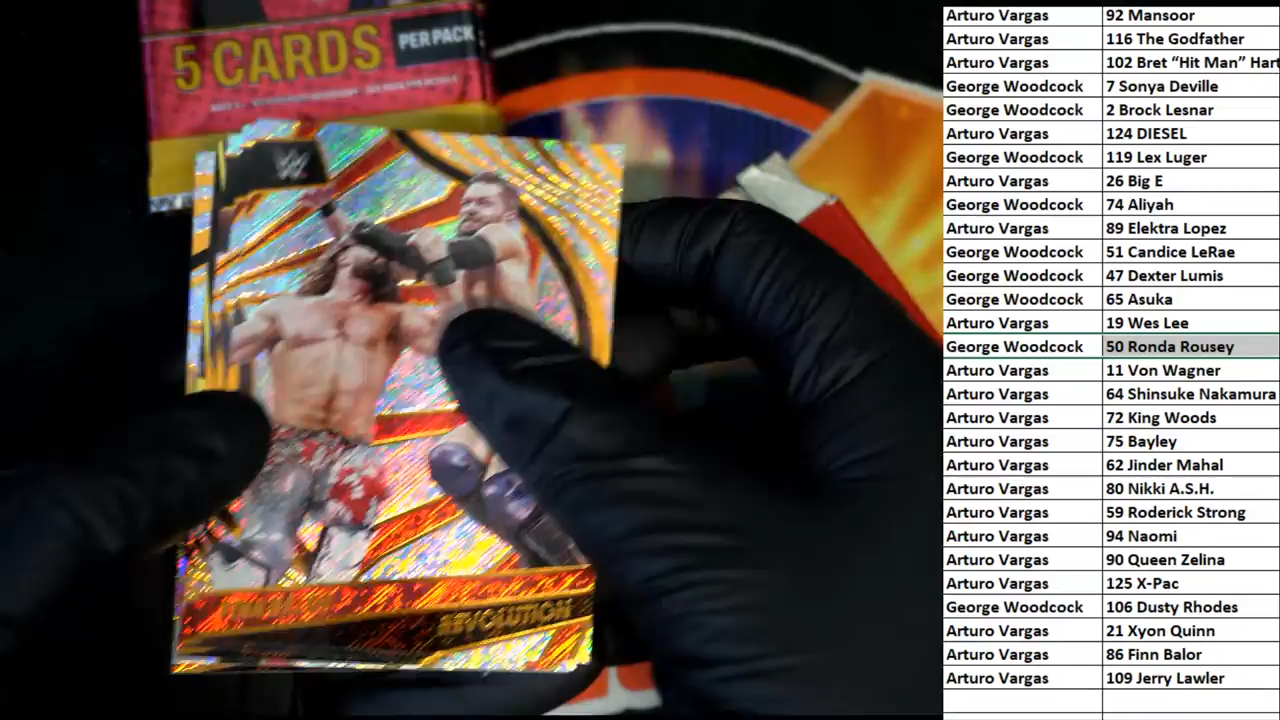 5 CARDS PER PACK
W
REVOLUTION
Arturo Vargas 92 Mansoor
Arturo Vargas 116 The Godfather
Arturo Vargas 102 Bret “Hit Man” Hart
George Woodcock 7 Sonya Deville
George Woodcock 2 Brock Lesnar
Arturo Vargas 124 DIESEL
George Woodcock 119 Lex Luger
Arturo Vargas 26 Big E
George Woodcock 74 Aliyah
Arturo Vargas 89 Elektra Lopez
George Woodcock 51 Candice LeRae
George Woodcock 47 Dexter Lumis
George Woodcock 65 Asuka
Arturo Vargas 19 Wes Lee
George Woodcock 50 Ronda Rousey
Arturo Vargas 11 Von Wagner
Arturo Vargas 64 Shinsuke Nakamura
Arturo Vargas 72 King Woods
Arturo Vargas 75 Bayley
Arturo Vargas 62 Jinder Mahal
Arturo Vargas 80 Nikki A.S.H.
Arturo Vargas 59 Roderick Strong
Arturo Vargas 94 Naomi
Arturo Vargas 90 Queen Zelina
Arturo Vargas 125 X-Pac
George Woodcock 106 Dusty Rhodes
Arturo Vargas 21 Xyon Quinn
Arturo Vargas 86 Finn Balor
Arturo Vargas 109 Jerry Lawler